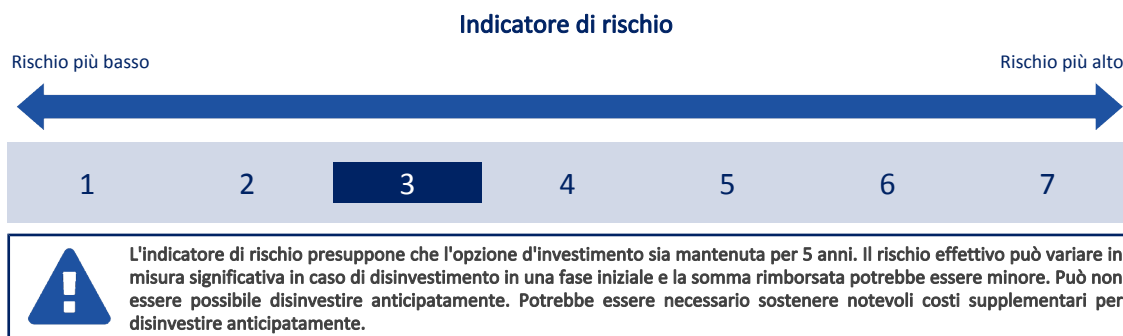 Indicatore di rischio
Rischio più basso
Rischio più alto
1 2 3 4 5 6 7
L'indicatore di rischio presuppone che l'opzione d'investimento sia mantenuta per 5 anni. Il rischio effettivo può variare in
misura significativa in caso di disinvestimento in una fase iniziale e la somma rimborsata potrebbe essere minore. Può non
essere possibile disinvestire anticipatamente. Potrebbe essere necessario sostenere notevoli costi supplementari per
disinvestire anticipatamente.